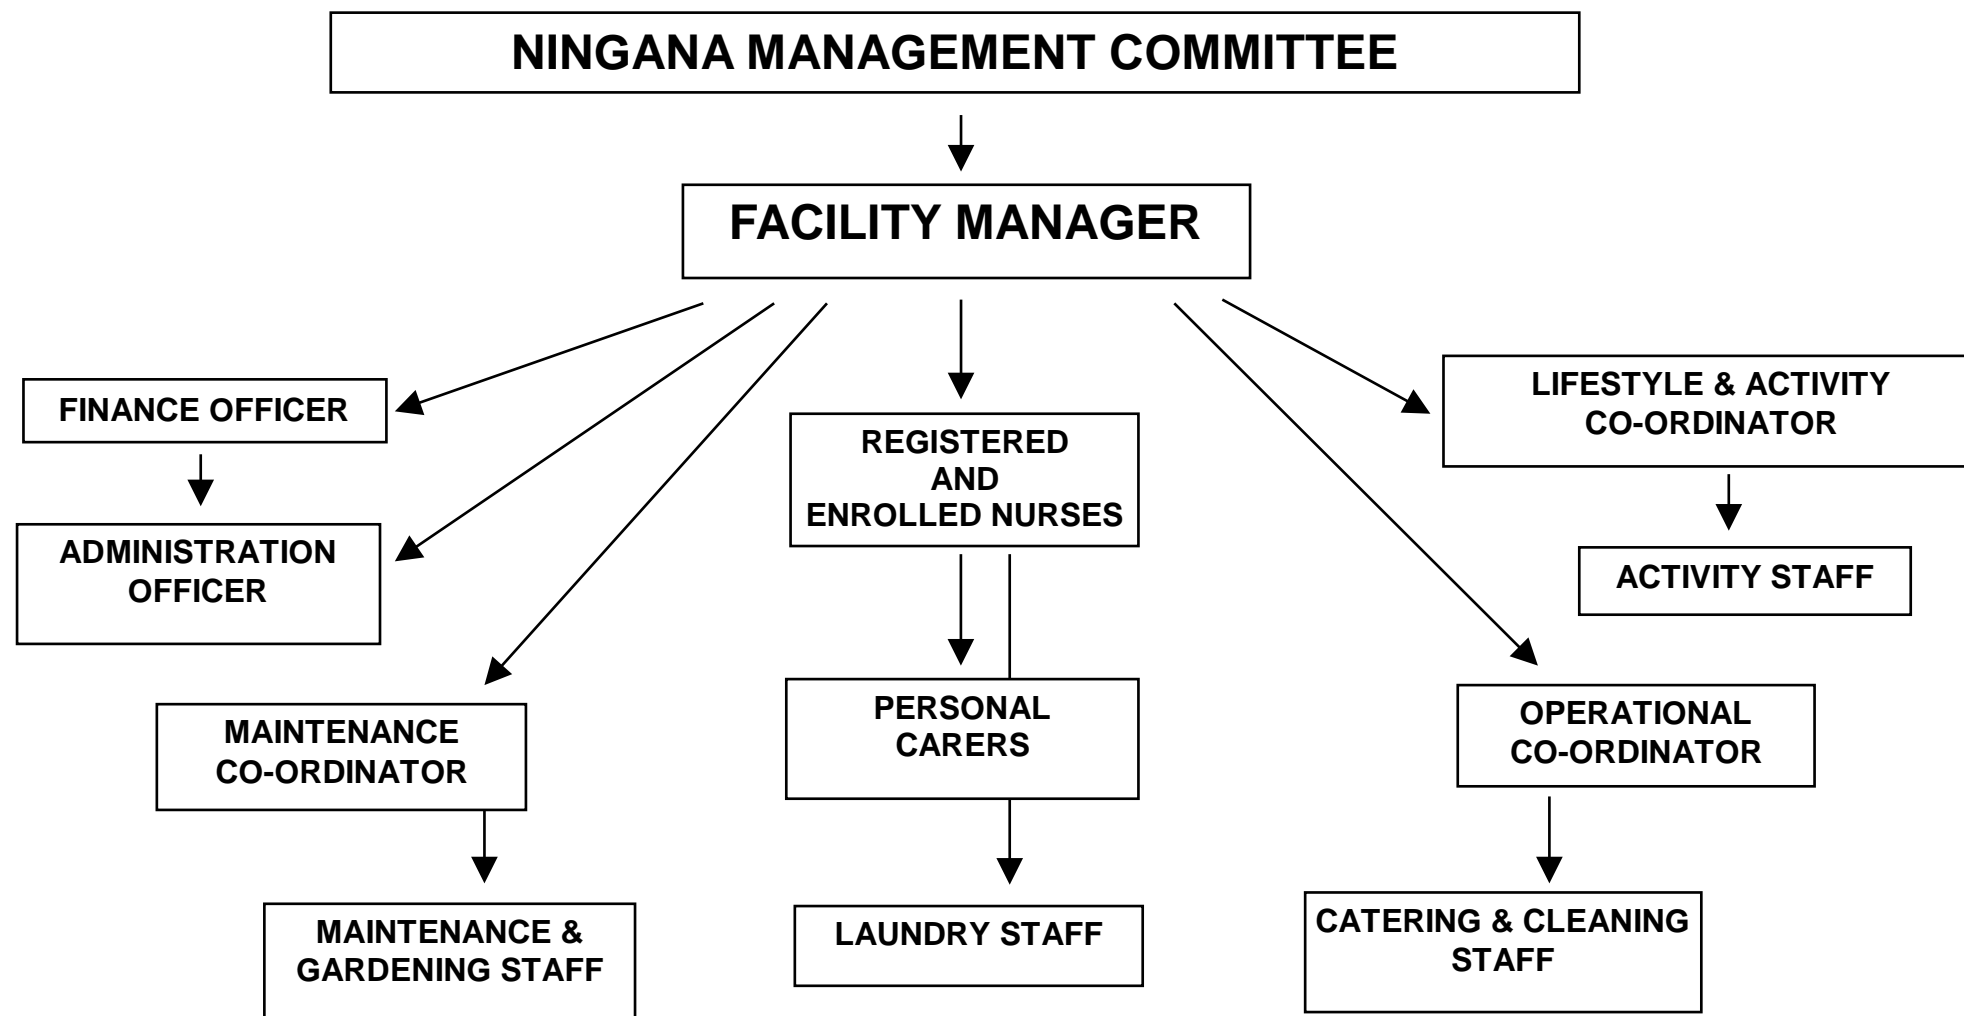 NINGANA MANAGEMENT COMMITTEE
FACILITY MANAGER
FINANCE OFFICER
ADMINISTRATION
OFFICER
MAINTENANCE
CO-ORDINATOR
MAINTENANCE &
GARDENING STAFF
REGISTERED
AND
ENROLLED NURSES
PERSONAL
CARERS
LAUNDRY STAFF
LIFESTYLE & ACTIVITY
CO-ORDINATOR
ACTIVITY STAFF
OPERATIONAL
CO-ORDINATOR
CATERING & CLEANING
STAFF